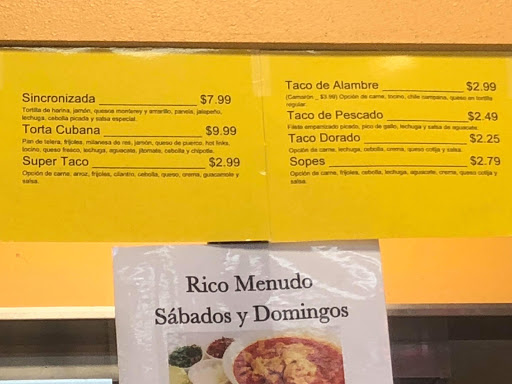 Sincronizada $7.99
Tortilla de harina, jamón, quesos monterey y amarillo, panela, jalapeño,
lechuga, cebolla picada y salsa especial.
Torta Cubana $9.99
Pan de telera, frijoles, milanesa de res, jamón, queso de puerco, hot links,
tocino, queso fresco, lechuga, aguacate, jitomate, cebolla y chipotle.
Super Taco $2.99
Opción de carne, arroz, frijoles, cilantro, cebolla, queso, crema, guacamole y
salsa.
Taco de Alambre $2.99
(Camarón _ $3.99) Opción de carne, tocino, chile campana, queso en tortilla
regular.
Taco de Pescado $2.49
Filete empanizado picado, pico de gallo, lechuga y salsa de aguacate.
Taco Dorado $2.25
Opción de carne, lechuga, cebolla, crema, queso cotija y salsa.
Sopes $2.79
Opción de carne, frijoles, cebolla, lechuga, aguacate, crema, queso cotija y
salsa.
Rico Menudo
Sábados y Domingos